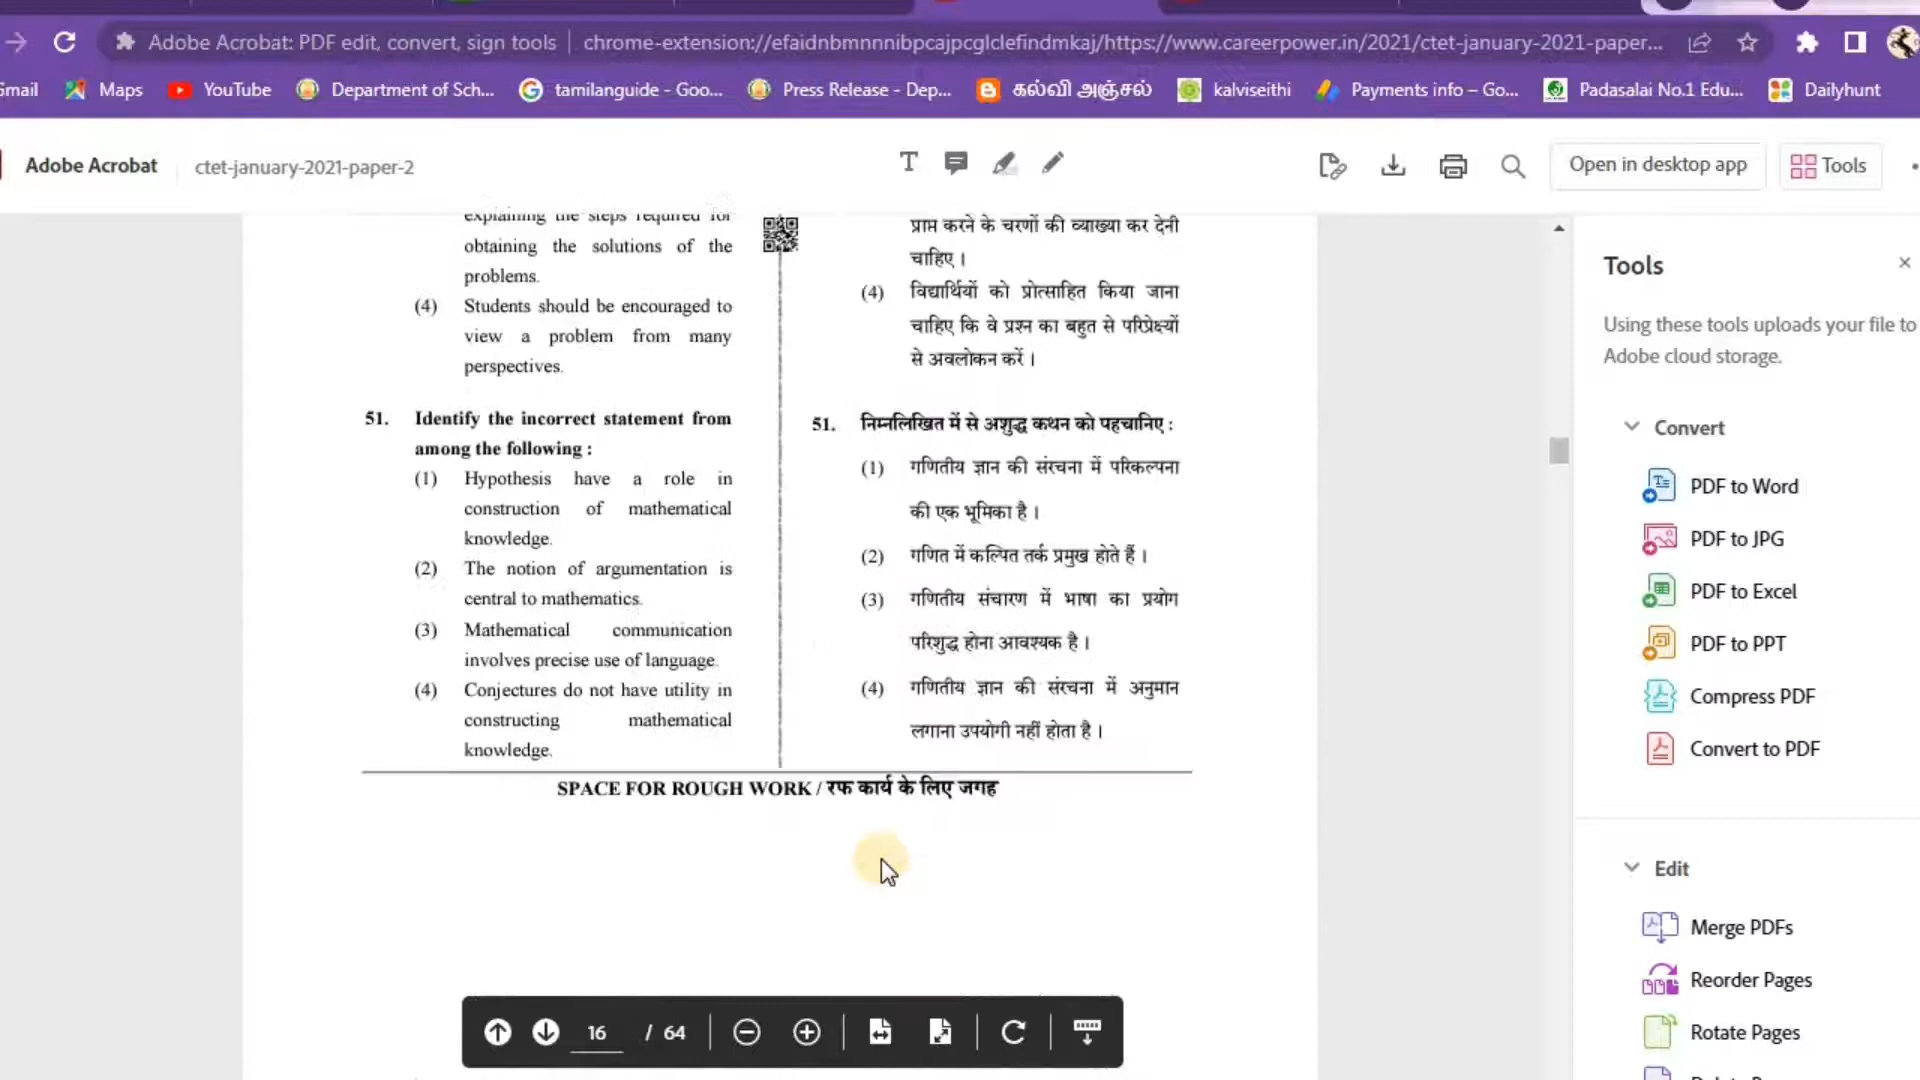 Adobe Acrobat: PDF edit, convert, sign tools | chrome-extension://efaidnbmnnnibpcajpcglclefindmkaj/https://www.careerpower.in/2021/ctet-january-2021-paper...
Gmail Maps YouTube Department of Sch... tamilanguide - Goo... Press Release - Dep... கல்வி அஞ்சல் kalviseithi Payments info – Go... Padasalai No.1 Edu... Dailyhunt
Adobe Acrobat ctet-january-2021-paper-2 T Open in desktop app Tools
explaining the steps required for
obtaining the solutions of the
problems.
(4) Students should be encouraged to
view a problem from many
perspectives.
51. Identify the incorrect statement from
among the following :
(1) Hypothesis have a role in
construction of mathematical
knowledge.
(2) The notion of argumentation is
central to mathematics.
(3) Mathematical communication
involves precise use of language.
(4) Conjectures do not have utility in
constructing mathematical
knowledge.
प्राप्त करने के चरणों की व्याख्या कर देनी
चाहिए ।
(4) विद्यार्थियों को प्रोत्साहित किया जाना
चाहिए कि वे प्रश्न का बहुत से परिप्रेक्ष्यों
से अवलोकन करें ।
51. निम्नलिखित में से अशुद्ध कथन को पहचानिए :
(1) गणितीय ज्ञान की संरचना में परिकल्पना
की एक भूमिका है ।
(2) गणित में कल्पित तर्क प्रमुख होते हैं ।
(3) गणितीय संचारण में भाषा का प्रयोग
परिशुद्ध होना आवश्यक है ।
(4) गणितीय ज्ञान की संरचना में अनुमान
लगाना उपयोगी नहीं होता है ।
SPACE FOR ROUGH WORK / रफ कार्य के लिए जगह
16 / 64
Tools
Using these tools uploads your file to
Adobe cloud storage.
Convert
PDF to Word
PDF to JPG
PDF to Excel
PDF to PPT
Compress PDF
Convert to PDF
Edit
Merge PDFs
Reorder Pages
Rotate Pages